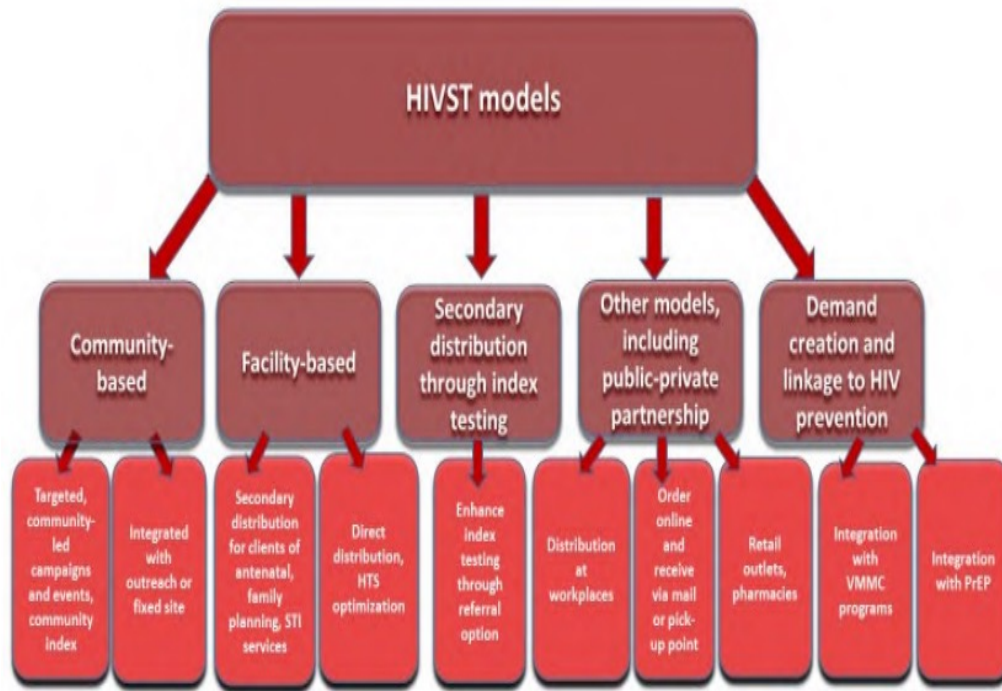 HIVST models
Community-
based
Facility-based
Secondary
distribution
through index
testing
Other models,
including
public-private
partnership
Demand
creation and
linkage to HIV
prevention
Targeted,
community-
led
campaigns
and events,
community
index
Integrated
with
outreach or
fixed site
Secondary
distribution
for clients of
antenatal,
family
planning, STI
services
Direct
distribution,
HTS
optimization
Enhance
index
testing
through
referral
option
Distribution
at
workplaces
Order
online
and
receive
via mail
or pick-
up point
Retail
outlets,
pharmacies
Integration
with
VMMC
programs
Integration
with PrEP